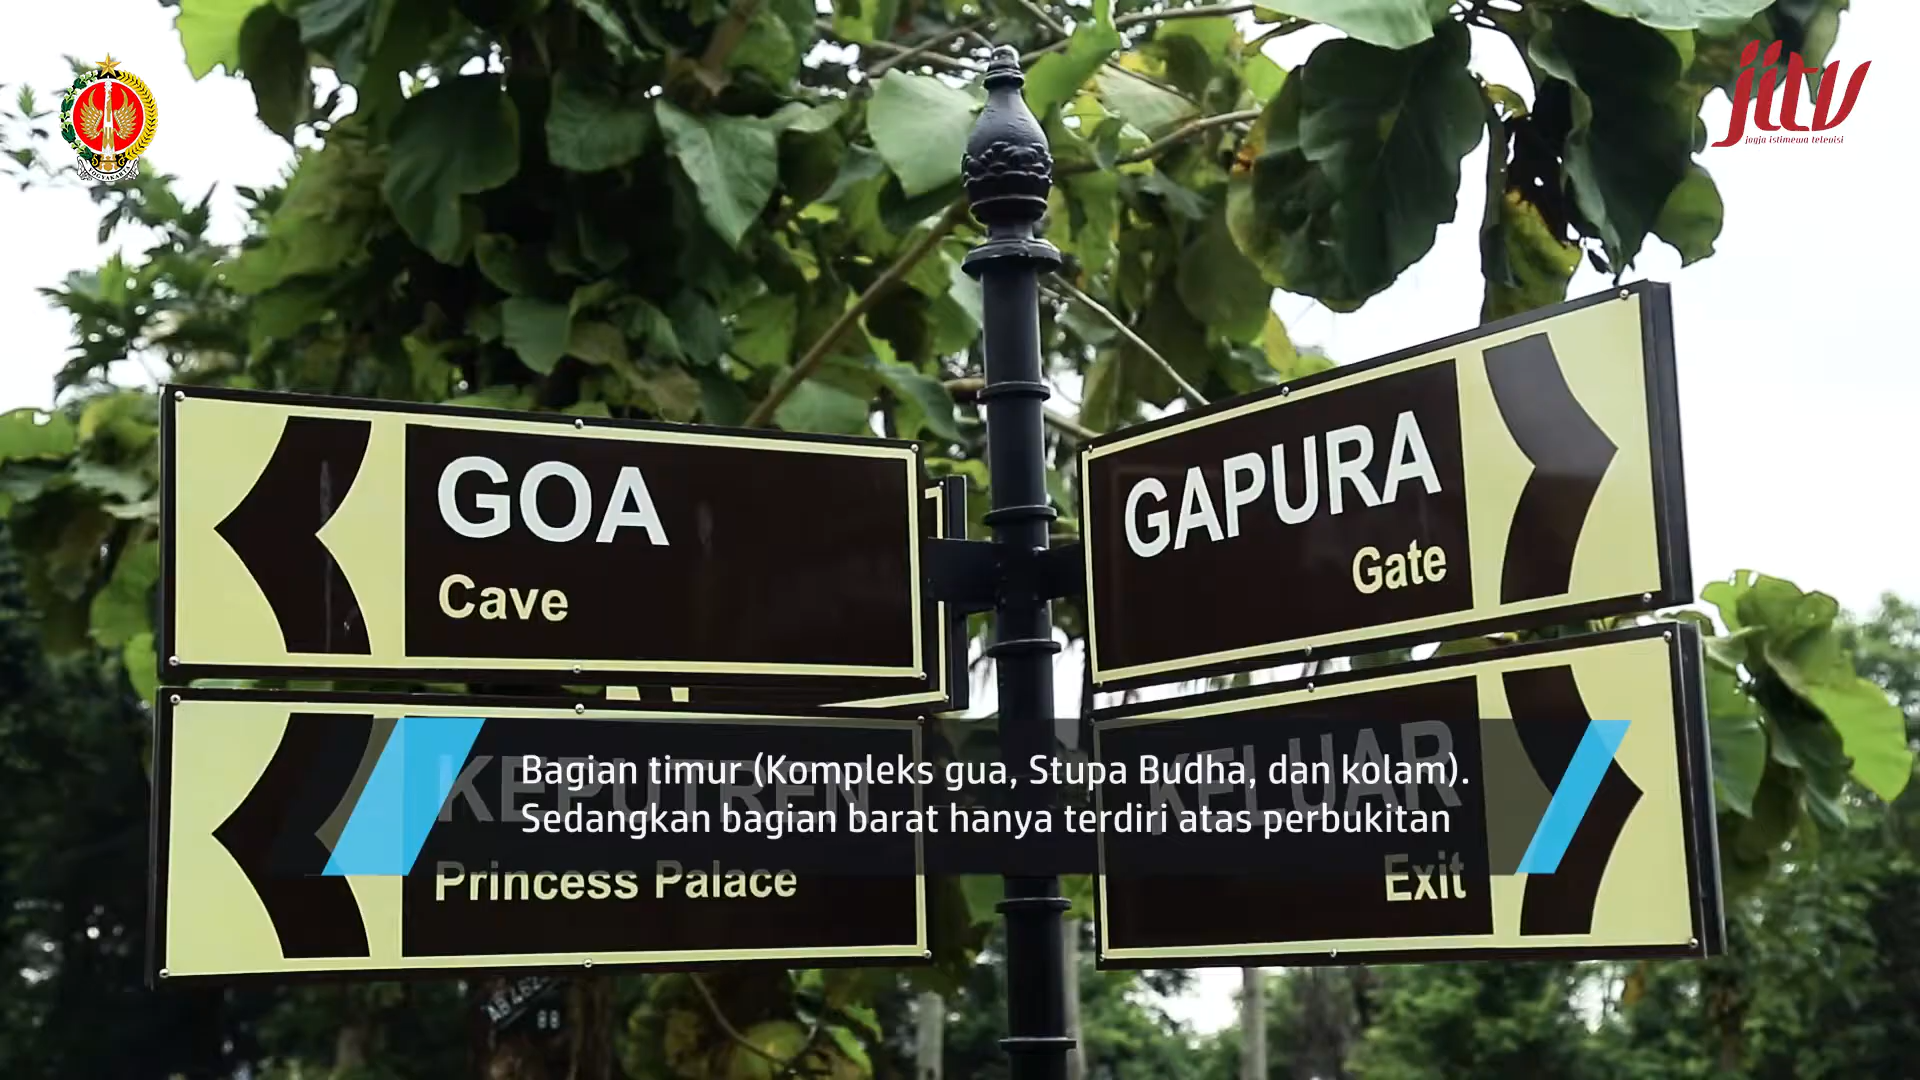 YOGYAKARTA
jitv
jogja istimewa televisi
GOA
Cave
GAPURA
Gate
KEPUTREN
Princess Palace
KELUAR
Exit
Bagian timur (Kompleks gua, Stupa Budha, dan kolam).
Sedangkan bagian barat hanya terdiri atas perbukitan